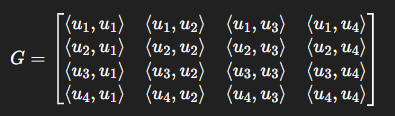 G = [⟨u₁, u₁⟩ ⟨u₁, u₂⟩ ⟨u₁, u₃⟩ ⟨u₁, u₄⟩
⟨u₂, u₁⟩ ⟨u₂, u₂⟩ ⟨u₂, u₃⟩ ⟨u₂, u₄⟩
⟨u₃, u₁⟩ ⟨u₃, u₂⟩ ⟨u₃, u₃⟩ ⟨u₃, u₄⟩
⟨u₄, u₁⟩ ⟨u₄, u₂⟩ ⟨u₄, u₃⟩ ⟨u₄, u₄⟩]